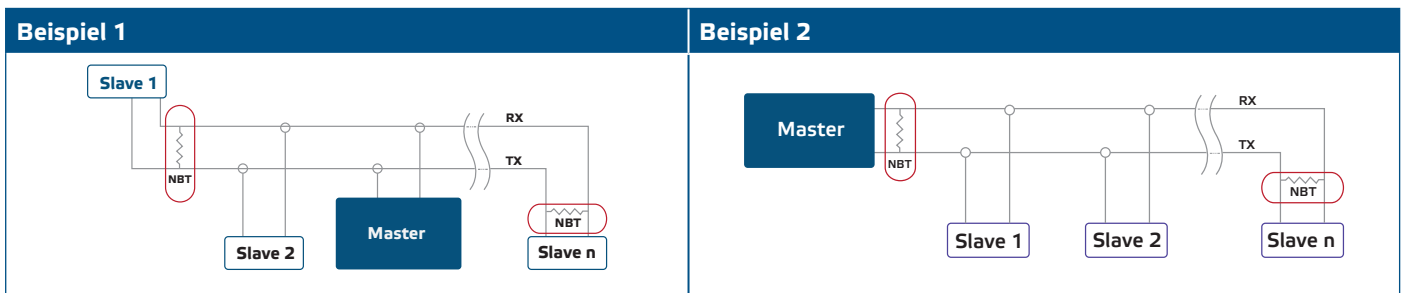 Beispiel 1
Slave 1
RX
TX
NBT
NBT
Master
Slave 2
Slave n
Beispiel 2
Master
RX
TX
NBT
NBT
Slave 1
Slave 2
Slave n